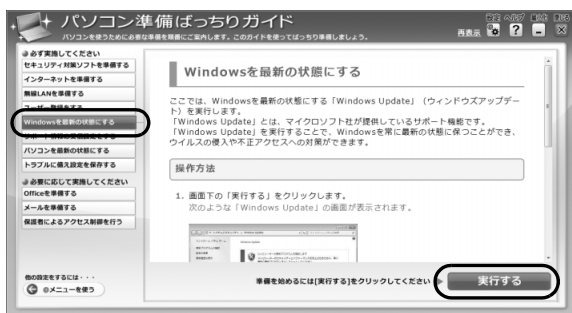 パソコン準備ばっちりガイド
パソコンを使うために必要な準備を順番にご案内します。このガイドを使ってばっちり準備しましょう。
再表示
必ず実施してください
セキュリティ対策ソフトを準備する
インターネットを準備する
無線LANを準備する
ユーザー登録をする
Windowsを最新の状態にする
パソコンを最新の状態にする
トラブルに備え設定を保存する
必要に応じて実施してください
Officeを準備する
メールを準備する
保護者によるアクセス制限を行う
他の設定をするには・・・
@メニューを使う
Windowsを最新の状態にする
ここでは、Windowsを最新の状態にする「Windows Update」（ウィンドウズアップデー
ト）を実行します。
「Windows Update」とは、マイクロソフト社が提供しているサポート機能です。
「Windows Update」を実行することで、Windowsを常に最新の状態に保つことができ、
ウイルスの侵入や不正アクセスへの対策ができます。
操作方法
1. 画面下の「実行する」をクリックします。
次のような「Windows Update」の画面が表示されます。
準備を始めるには[実行する]をクリックしてください
実行する